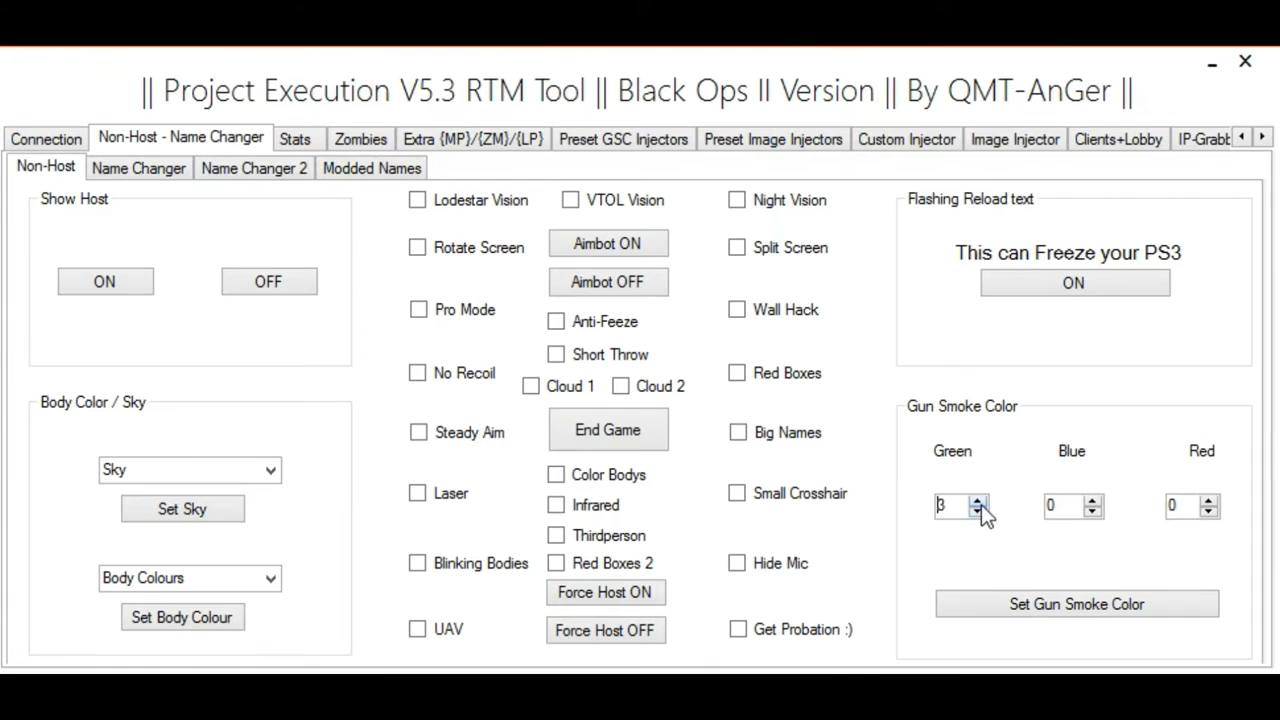 || Project Execution V5.3 RTM Tool || Black Ops II Version || By QMT-AnGer ||
Connection
Non-Host - Name Changer
Stats
Zombies
Extra {MP}/{ZM}/{LP}
Preset GSC Injectors
Preset Image Injectors
Custom Injector
Image Injector
Clients+Lobby
IP-Grabb
Non-Host
Name Changer
Name Changer 2
Modded Names
Show Host
ON
OFF
Body Color / Sky
Sky
Set Sky
Body Colours
Set Body Colour
Lodestar Vision
Rotate Screen
Pro Mode
No Recoil
Steady Aim
Laser
Blinking Bodies
UAV
VTOL Vision
Aimbot ON
Aimbot OFF
Anti-Feeze
Short Throw
Cloud 1
Cloud 2
End Game
Color Bodys
Infrared
Thirdperson
Red Boxes 2
Force Host ON
Force Host OFF
Night Vision
Split Screen
Wall Hack
Red Boxes
Big Names
Small Crosshair
Hide Mic
Get Probation :)
Flashing Reload text
This can Freeze your PS3
ON
Gun Smoke Color
Green
Blue
Red
3
0
0
Set Gun Smoke Color